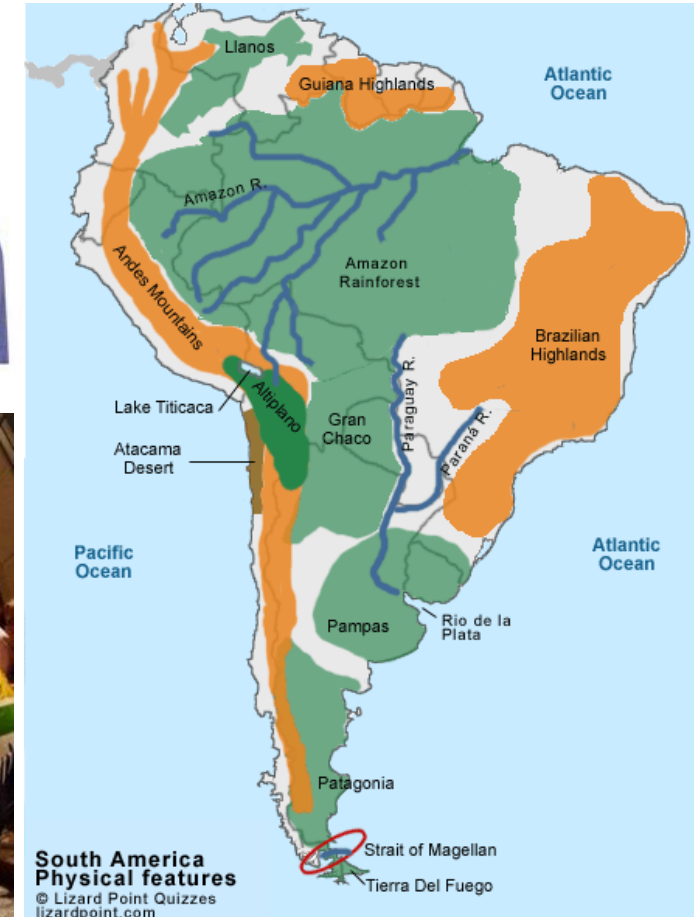 Llanos
Guiana Highlands
Atlantic
Ocean
Amazon R.
Amazon
Rainforest
Andes Mountains
Brazilian
Highlands
Lake Titicaca
Altiplano
Gran
Chaco
Paraguay R.
Paraná R.
Atacama
Desert
Pacific
Ocean
Atlantic
Ocean
Pampas
Rio de la
Plata
Patagonia
Strait of Magellan
Tierra Del Fuego
South America
Physical features
© Lizard Point Quizzes
lizardpoint.com